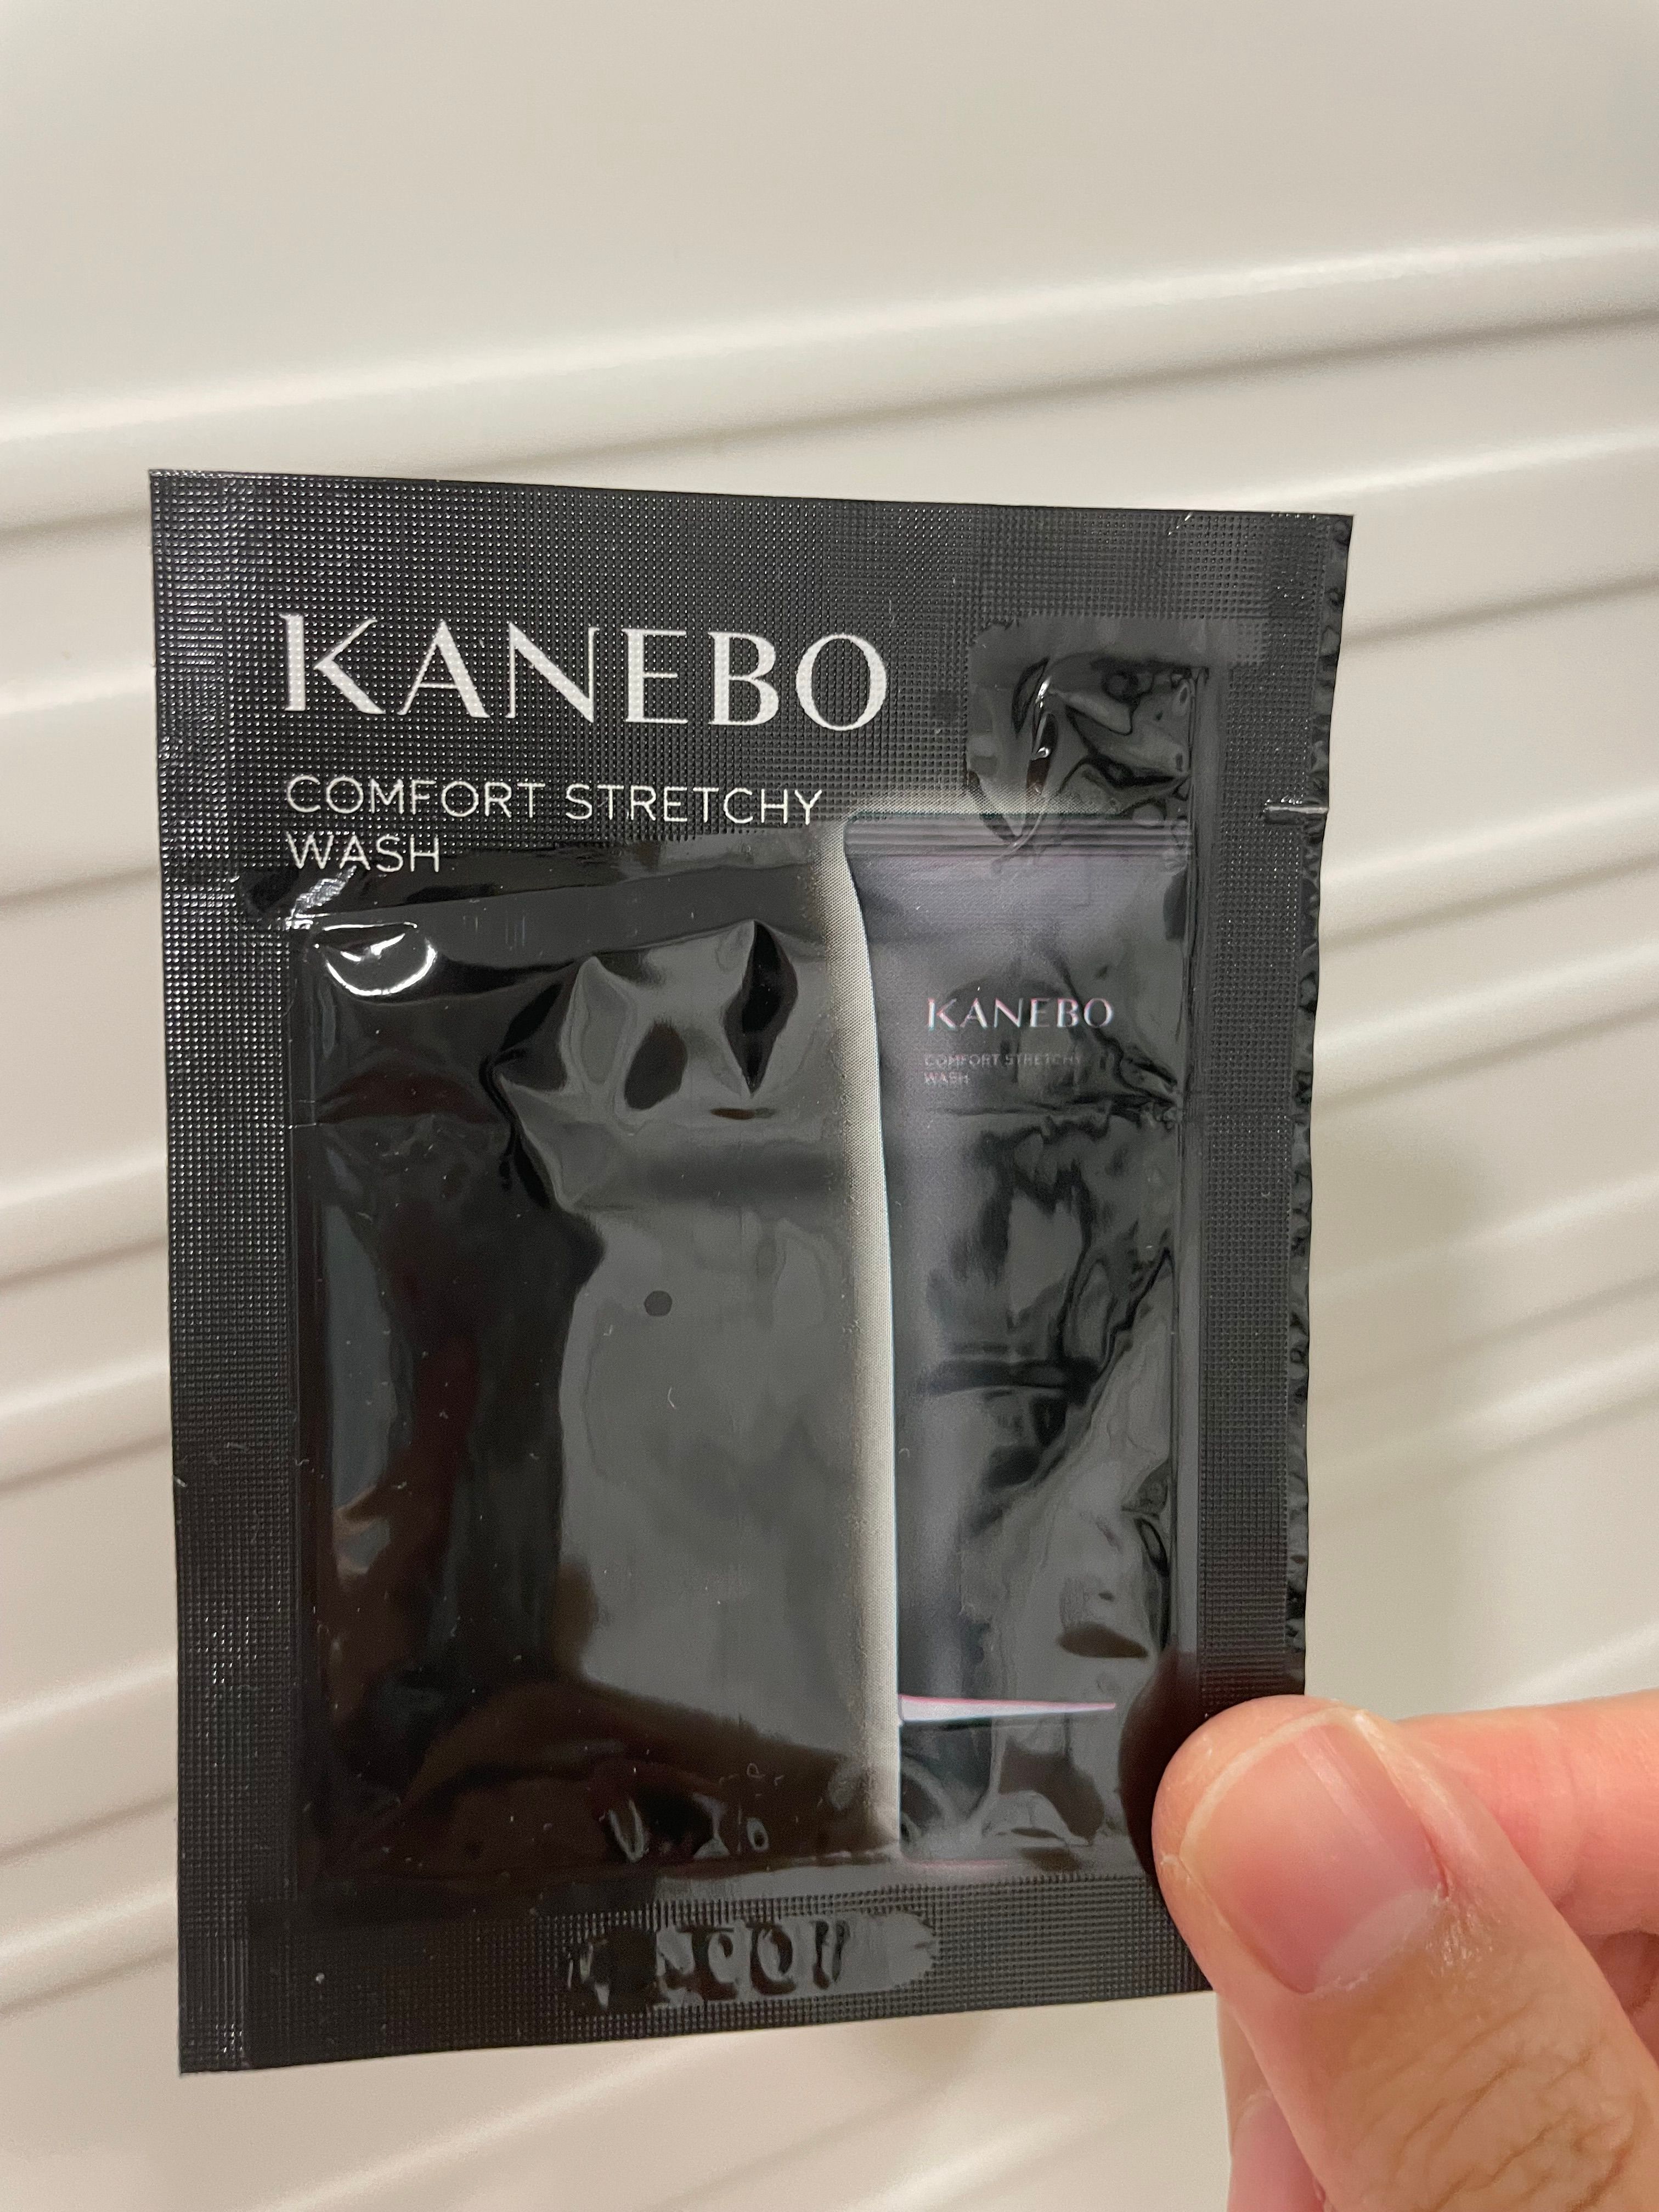 KANEBO
COMFORT STRETCHY
WASH
KANEBO
COMFORT STRETCHY
WASH